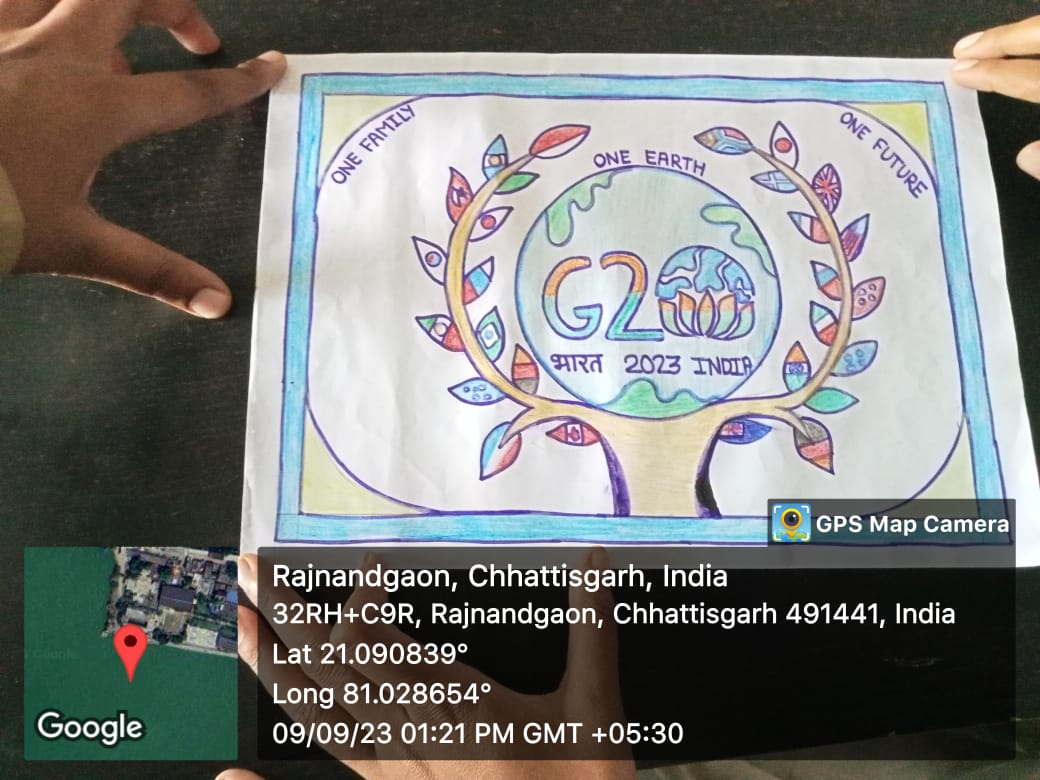 ONE FAMILY
ONE EARTH
ONE FUTURE
G20
भारत 2023 INDIA
GPS Map Camera
Rajnandgaon, Chhattisgarh, India
32RH+C9R, Rajnandgaon, Chhattisgarh 491441, India
Lat 21.090839°
Long 81.028654°
09/09/23 01:21 PM GMT +05:30
Google